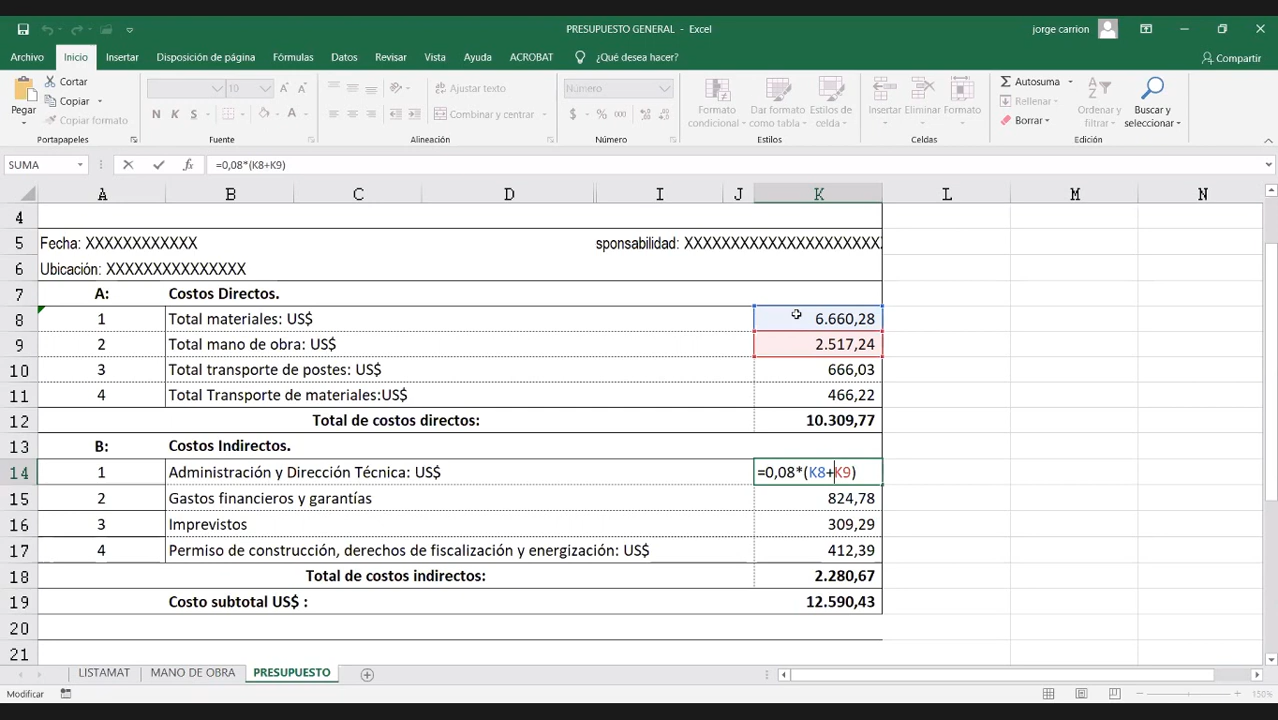 PRESUPUESTO GENERAL - Excel
jorge carrion
Archivo Inicio Insertar Disposición de página Fórmulas Datos Revisar Vista Ayuda ACROBAT ¿Qué desea hacer? Compartir
Pegar
Cortar
Copiar
Copiar formato
10
N K S
Ajustar texto
Combinar y centrar
Número
$ % 000
Formato condicional
Dar formato como tabla
Estilos de celda
Insertar Eliminar Formato
Autosuma
Rellenar
Borrar
Ordenar y filtrar
Buscar y seleccionar
Portapapeles Fuente Alineación Número Estilos Celdas Edición
SUMA fx =0,08*(K8+K9)
A B C D I J K L M N
4
5 Fecha: XXXXXXXXXXXX sponsabilidad: XXXXXXXXXXXXXXXXXXXXX
6 Ubicación: XXXXXXXXXXXXXXX
7 A: Costos Directos.
8 1 Total materiales: US$ 6.660,28
9 2 Total mano de obra: US$ 2.517,24
10 3 Total transporte de postes: US$ 666,03
11 4 Total Transporte de materiales:US$ 466,22
12 Total de costos directos: 10.309,77
13 B: Costos Indirectos.
14 1 Administración y Dirección Técnica: US$ =0,08*(K8+K9)
15 2 Gastos financieros y garantías 824,78
16 3 Imprevistos 309,29
17 4 Permiso de construcción, derechos de fiscalización y energización: US$ 412,39
18 Total de costos indirectos: 2.280,67
19 Costo subtotal US$ : 12.590,43
20
21
LISTAMAT MANO DE OBRA PRESUPUESTO
Modificar 150%